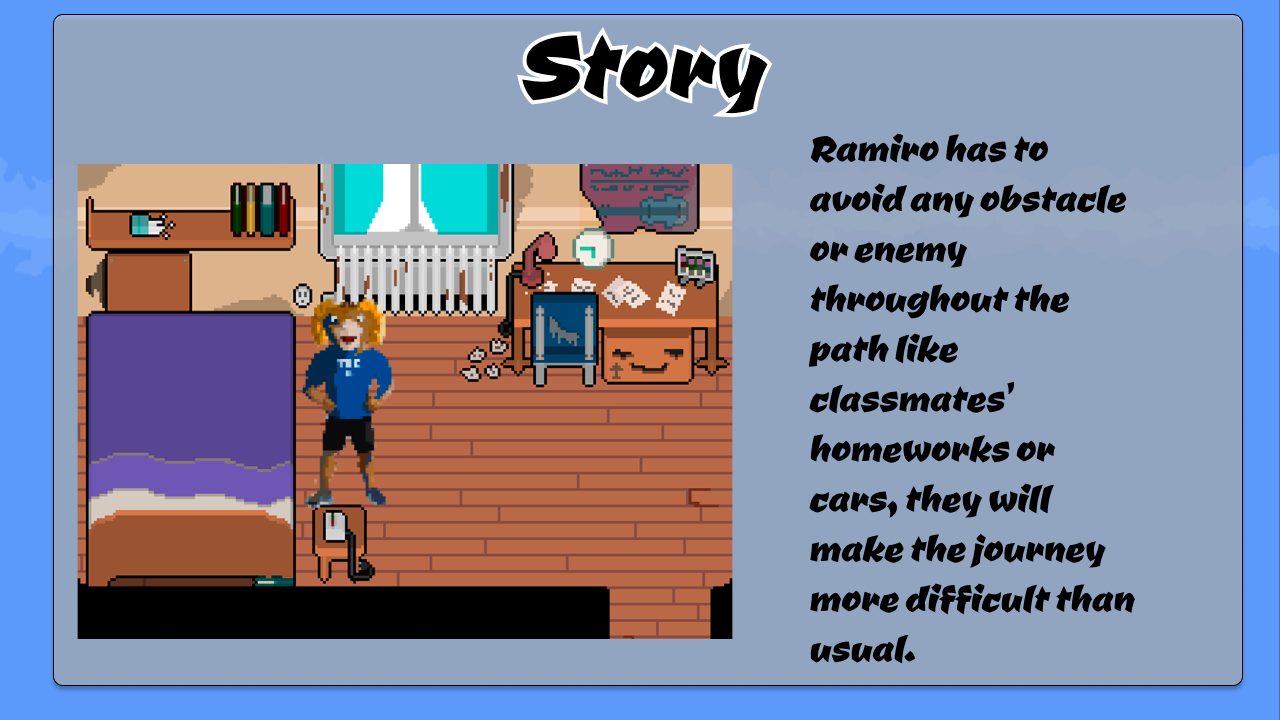 Story
Ramiro has to
avoid any obstacle
or enemy
throughout the
path like
classmates'
homeworks or
cars, they will
make the journey
more difficult than
usual.